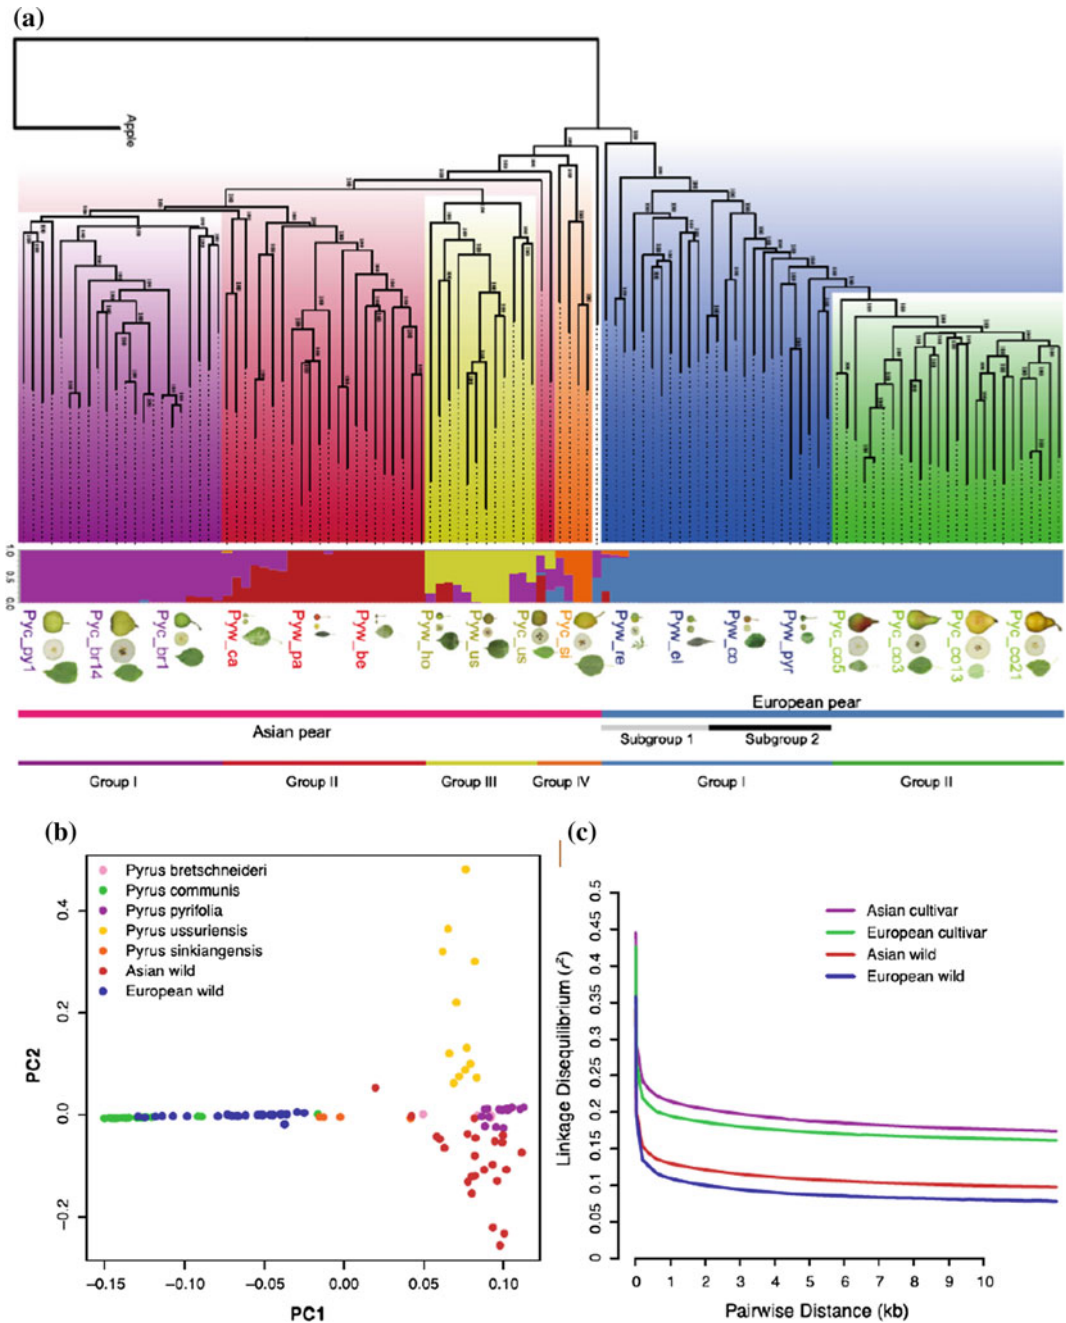 (a)
Apple
1.0
0.5
0.0
Pyc_py1
Pyc_br14
Pyc_br1
Pyw_ca
Pyw_pa
Pyw_be
Pyw_ho
Pyw_us
Pyc_us
Pyc_si
Pyw_re
Pyw_el
Pyw_co
Pyw_pyr
Pyc_co5
Pyc_co3
Pyc_co13
Pyc_co21
European pear
Asian pear
Subgroup 1
Subgroup 2
Group I
Group II
Group III
Group IV
Group I
Group II
(b)
Pyrus bretschneideri
Pyrus communis
Pyrus pyrifolia
Pyrus ussuriensis
Pyrus sinkiangensis
Asian wild
European wild
PC2
0.4
0.2
0.0
−0.2
−0.15
−0.10
−0.05
0.00
0.05
0.10
PC1
(c)
Linkage Disequilibrium (r²)
0.5
0.45
0.4
0.35
0.3
0.25
0.2
0.15
0.1
0.05
0
Asian cultivar
European cultivar
Asian wild
European wild
0 1 2 3 4 5 6 7 8 9 10
Pairwise Distance (kb)